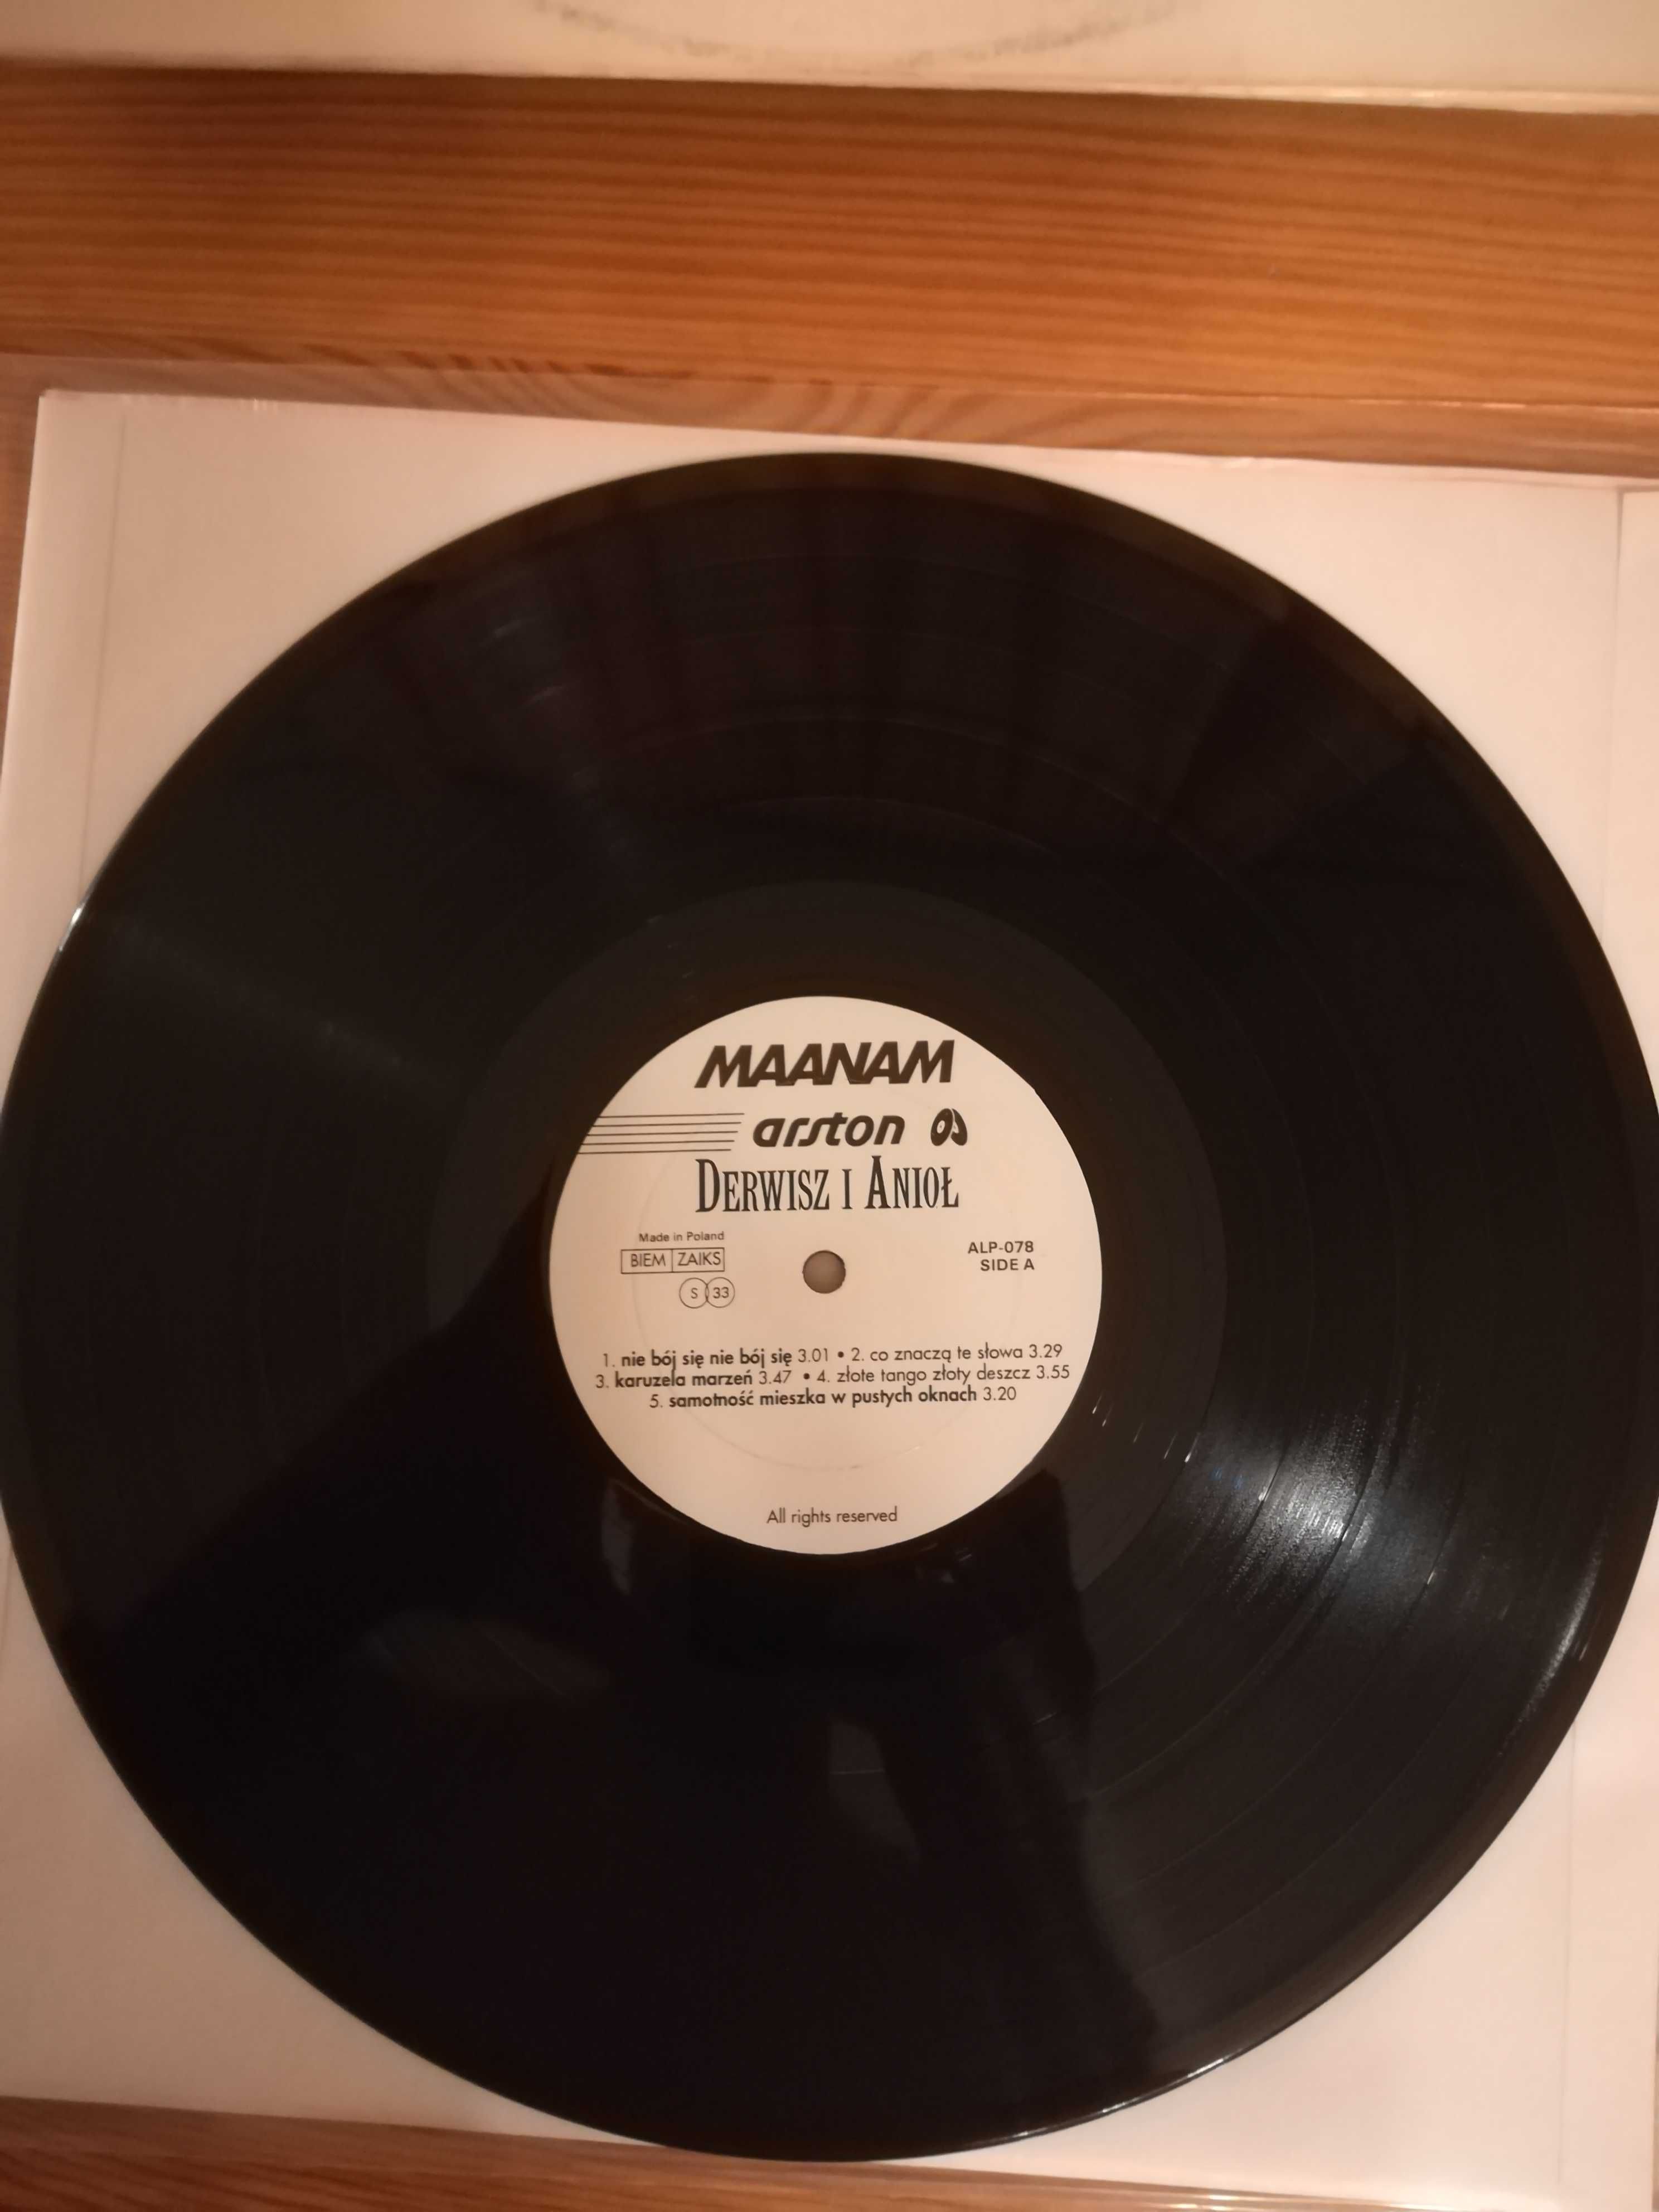 MAANAM
arston
DERWISZ I ANIOŁ
Made in Poland
BIEM ZAIKS
S 33
ALP-078
SIDE A
1. nie bój się nie bój się 3.01 • 2. co znaczą te słowa 3.29
3. karuzela marzeń 3.47 • 4. złote tango złoty deszcz 3.55
5. samotność mieszka w pustych oknach 3.20
All rights reserved